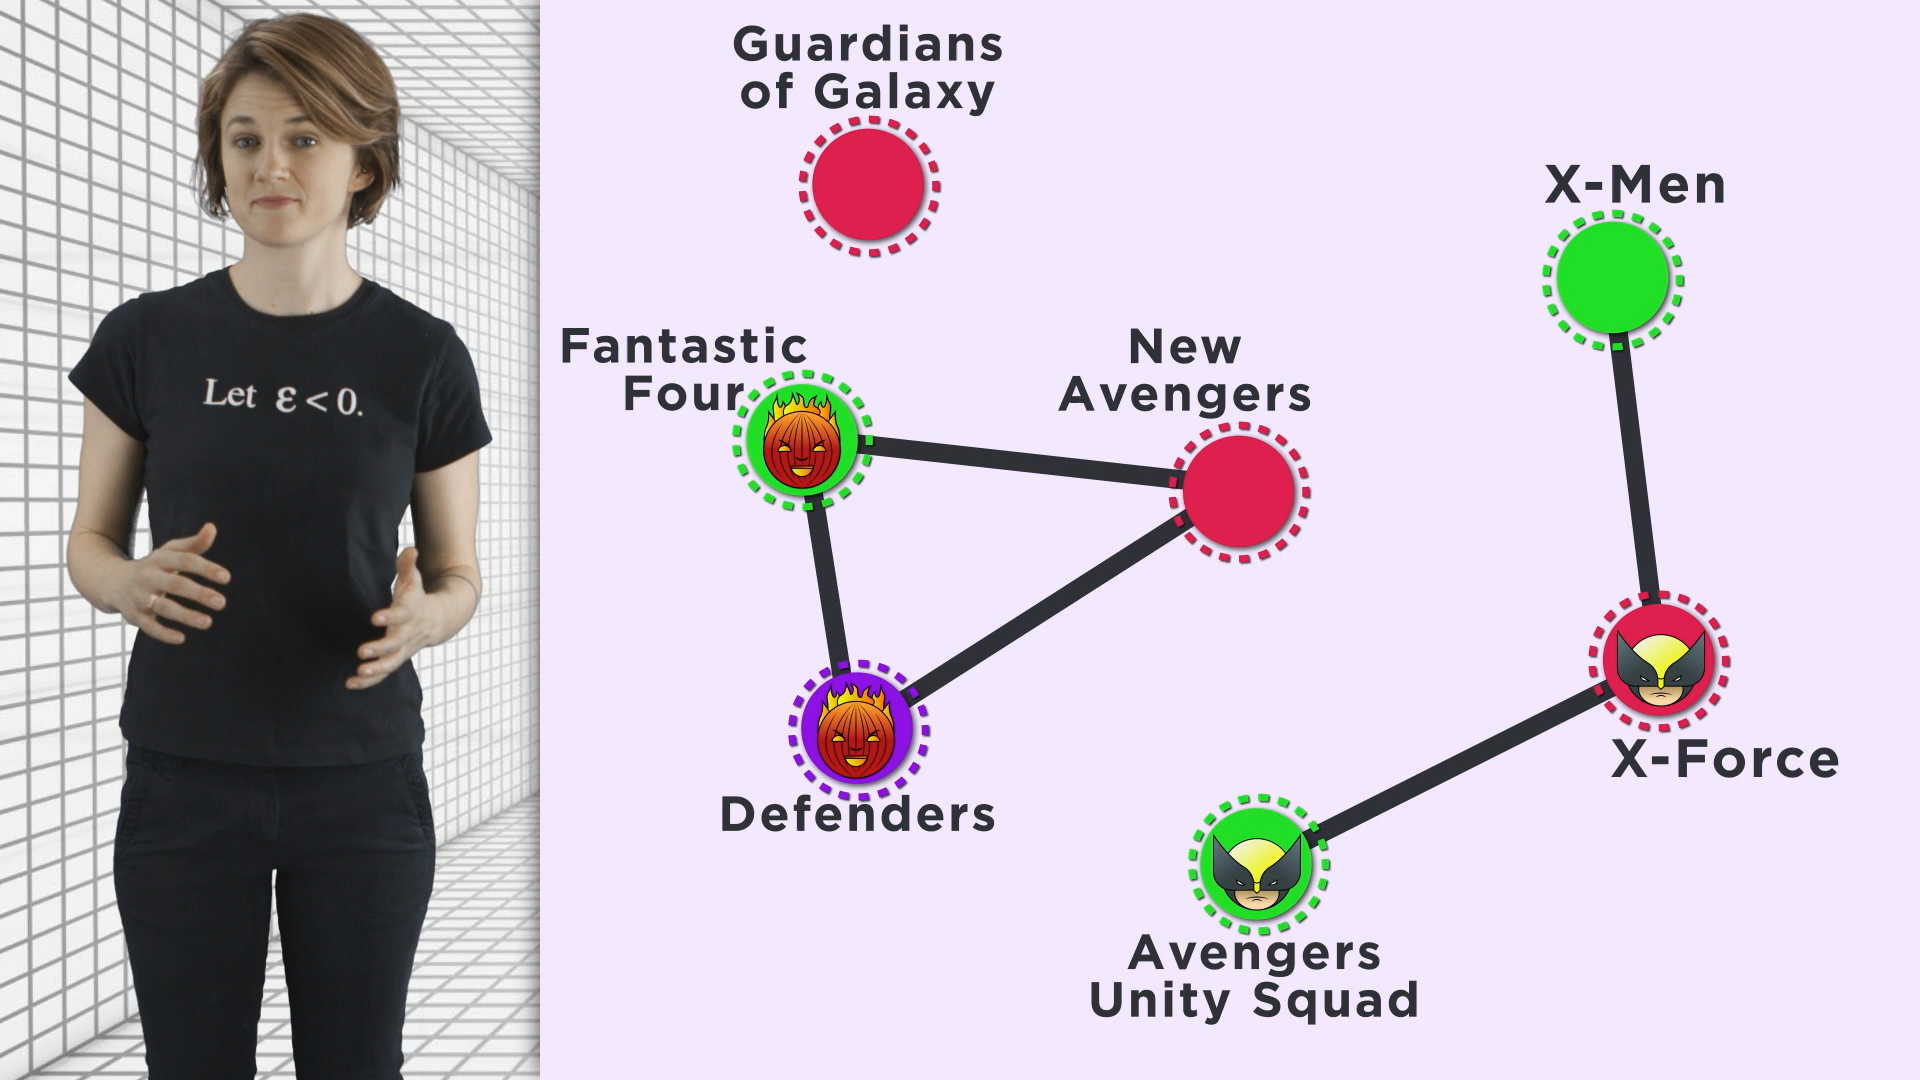 Let ε < 0.
Guardians
of Galaxy
X-Men
Fantastic
Four
New
Avengers
Defenders
X-Force
Avengers
Unity Squad